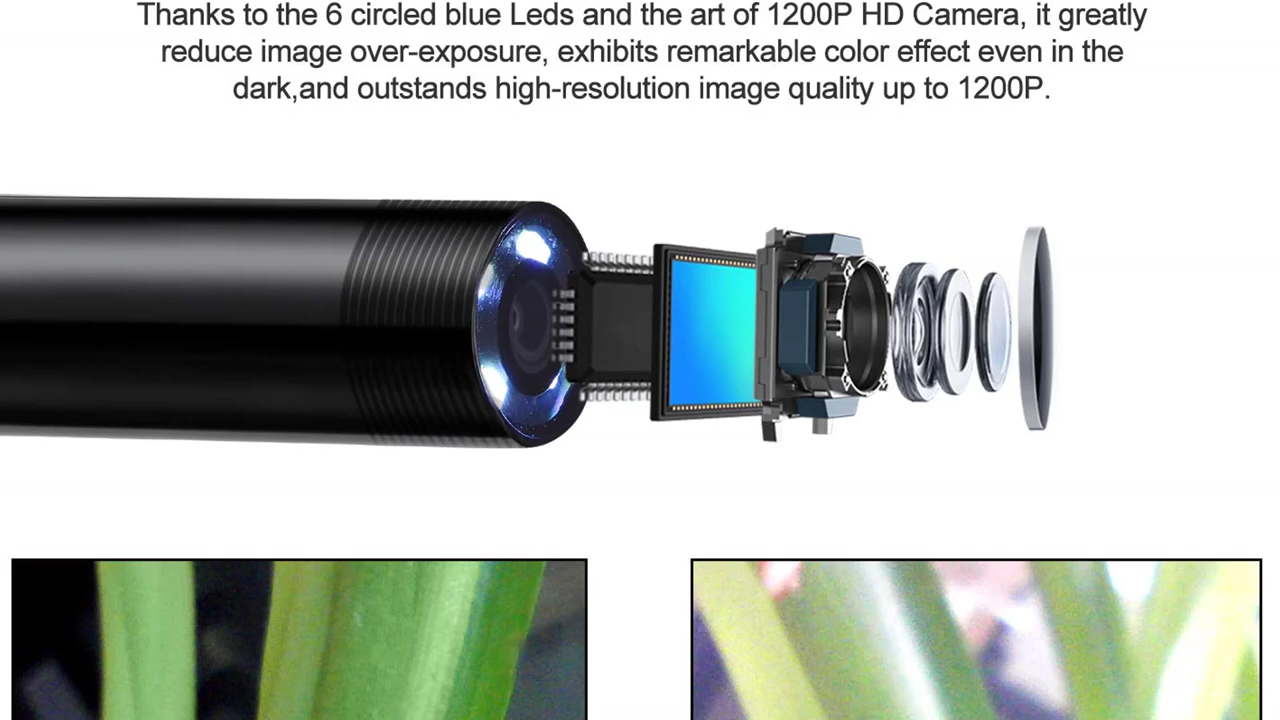 Thanks to the 6 circled blue Leds and the art of 1200P HD Camera, it greatly
reduce image over-exposure, exhibits remarkable color effect even in the
dark,and outstands high-resolution image quality up to 1200P.